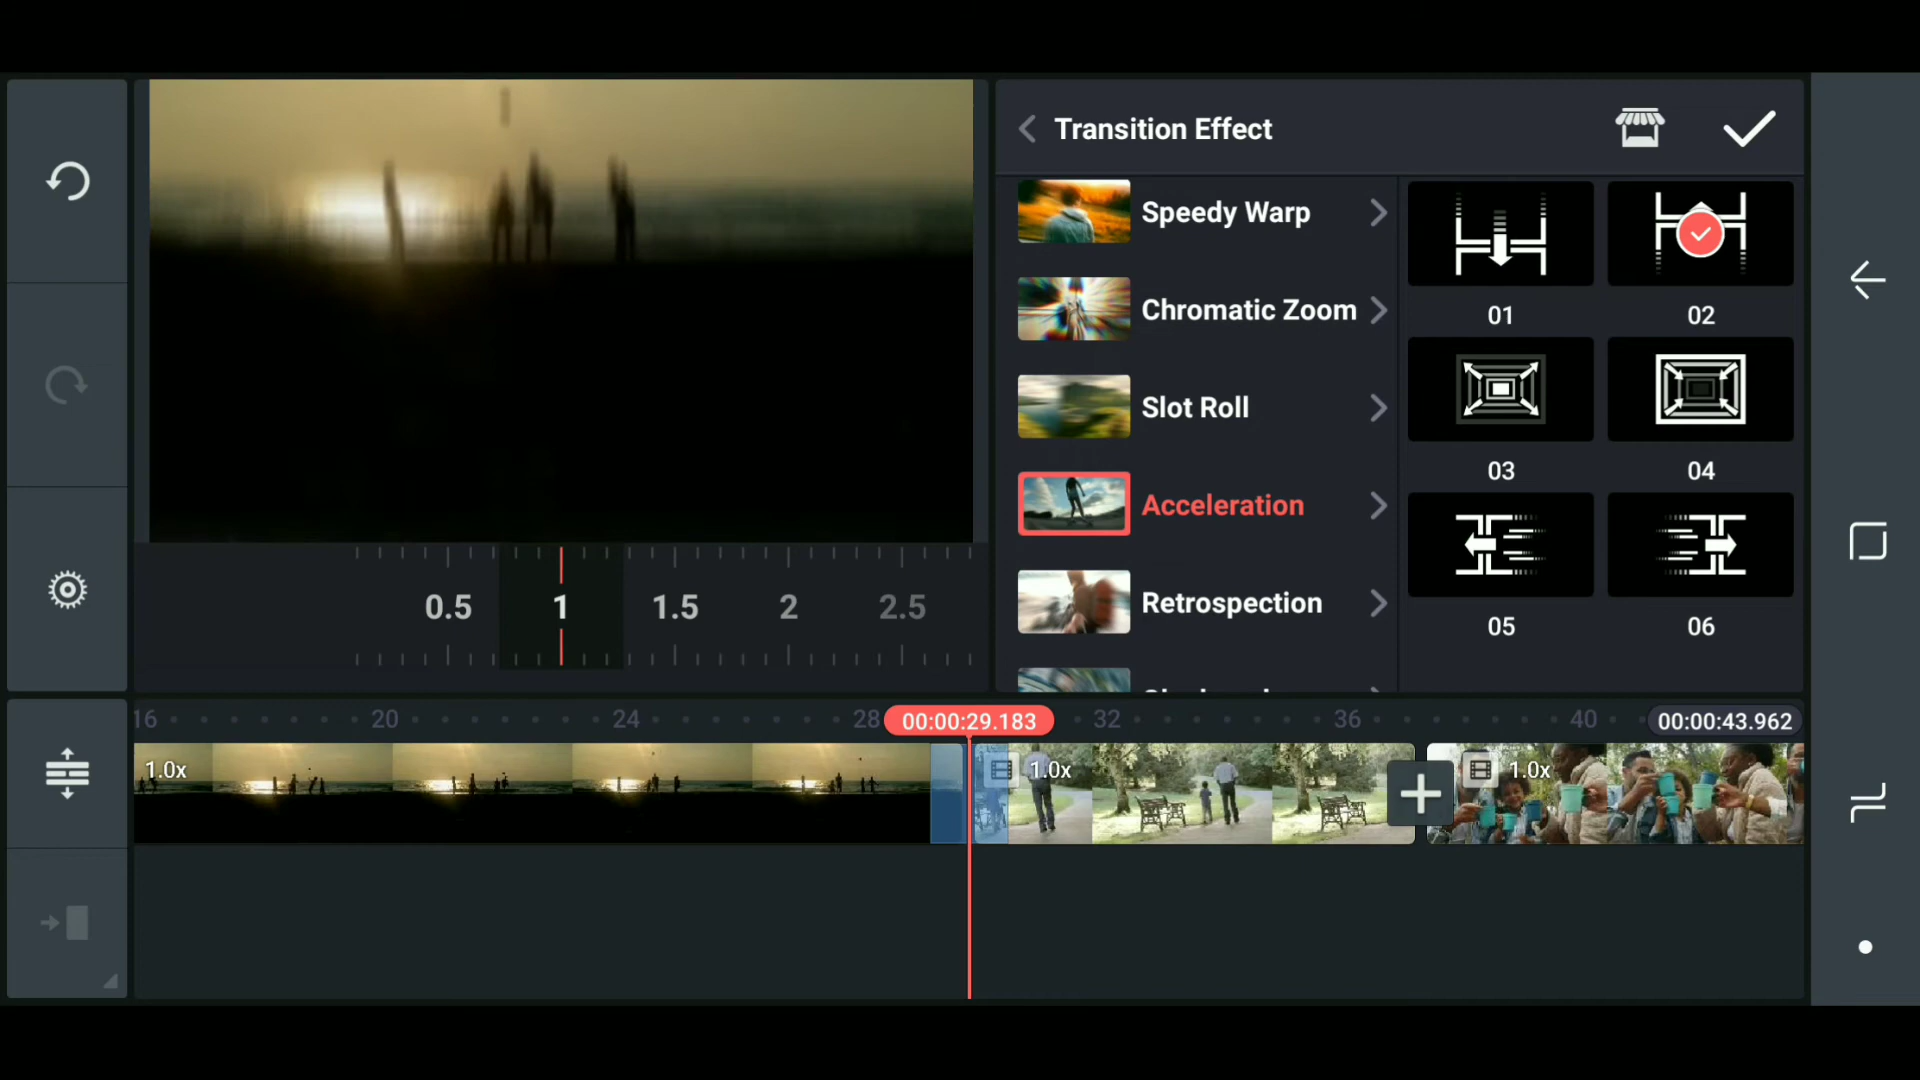 Transition Effect
Speedy Warp
Chromatic Zoom
Slot Roll
Acceleration
Retrospection
01
02
03
04
05
06
0.5
1
1.5
2
2.5
16
20
24
28
00:00:29.183
32
36
40
00:00:43.962
1.0x
1.0x
1.0x